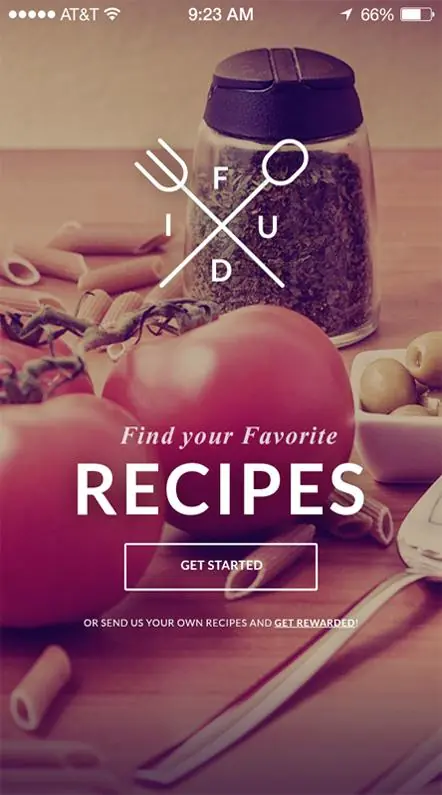 AT&T 9:23 AM 66%
F
I U
D
Find your Favorite
RECIPES
GET STARTED
OR SEND US YOUR OWN RECIPES AND GET REWARDED!